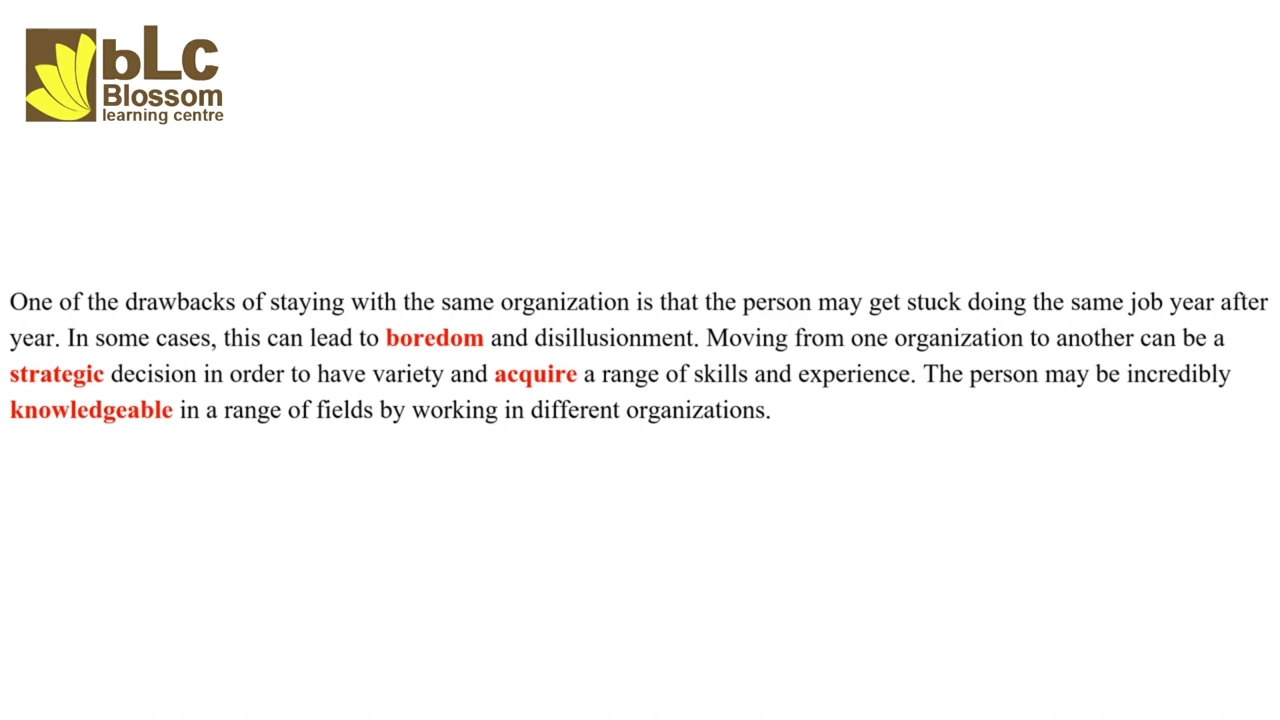 bLc
Blossom
learning centre
One of the drawbacks of staying with the same organization is that the person may get stuck doing the same job year after
year. In some cases, this can lead to boredom and disillusionment. Moving from one organization to another can be a
strategic decision in order to have variety and acquire a range of skills and experience. The person may be incredibly
knowledgeable in a range of fields by working in different organizations.